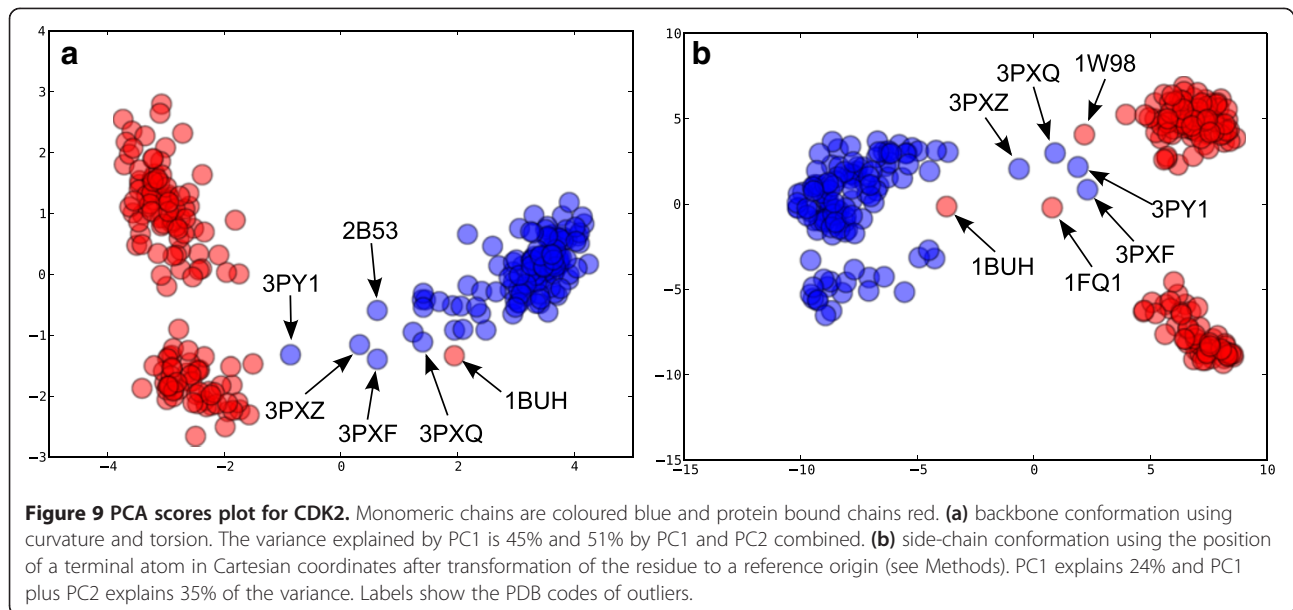 a
4
3
2
1
0
−1
−2
−3
−4
−2
0
2
4
3PY1
2B53
3PXZ
3PXF
3PXQ
1BUH
b
10
5
0
−5
−10
−15
−15
−10
−5
0
5
10
3PXZ
3PXQ
1W98
3PY1
3PXF
1BUH
1FQ1
Figure 9 PCA scores plot for CDK2. Monomeric chains are coloured blue and protein bound chains red. (a) backbone conformation using
curvature and torsion. The variance explained by PC1 is 45% and 51% by PC1 and PC2 combined. (b) side-chain conformation using the position
of a terminal atom in Cartesian coordinates after transformation of the residue to a reference origin (see Methods). PC1 explains 24% and PC1
plus PC2 explains 35% of the variance. Labels show the PDB codes of outliers.